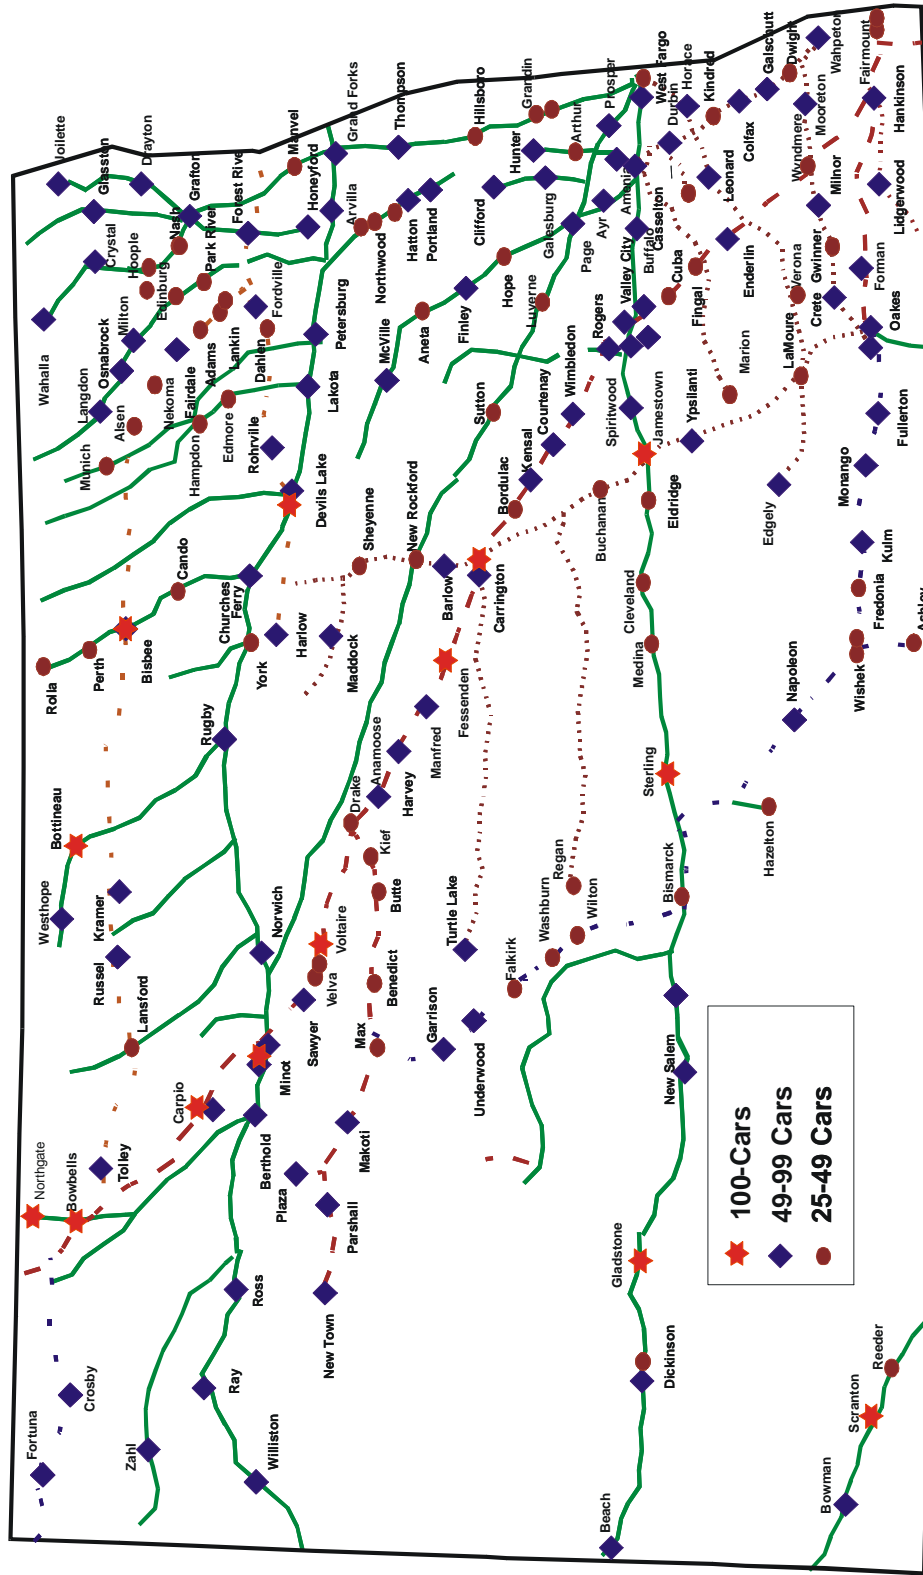 Joliette
Glasston
Drayton
Grafton
Nash
Forest River
Manvel
Grand Forks
Honeyford
Thompson
Arvilla
Hillsboro
Grandin
Hunter
Arthur
Prosper
West Fargo
Durbin
Horace
Kindred
Galschutt
Dwight
Wahpeton
Fairmount
Colfax
Mooreton
Hankinson
Wyndmere
Milnor
Lidgerwood
Leonard
Crystal
Hoople
Park River
Edinburg
Milton
Osnabrock
Fordville
Northwood
Hatton
Portland
Clifford
Galesburg
Page
Ayr
Amenia
Casselton
Buffalo
Valley City
Cuba
Fingal
Enderlin
Verona
Gwinner
Crete
Forman
Oakes
Wahalla
Langdon
Alsen
Nekoma
Fairdale
Adams
Lankin
Dahlen
Petersburg
McVille
Aneta
Finley
Hope
Luverne
Rogers
Wimbledon
Courtenay
Marion
LaMoure
Munich
Hampdon
Edmore
Rohrville
Lakota
Sutton
Kensal
Bordulac
Spiritwood
Jamestown
Ypsilanti
Edgely
Monango
Fullerton
Devils Lake
Sheyenne
New Rockford
Barlow
Carrington
Buchanan
Eldridge
Cleveland
Medina
Kulm
Fredonia
Wishek
Ashley
Napoleon
Rolla
Perth
Bisbee
Cando
Churches
Ferry
York
Harlow
Maddock
Fessenden
Manfred
Harvey
Anamoose
Drake
Kief
Butte
Rugby
Bottineau
Westhope
Kramer
Russel
Lansford
Norwich
Voltaire
Velva
Sawyer
Benedict
Max
Minot
Turtle Lake
Falkirk
Washburn
Regan
Wilton
Sterling
Bismarck
Hazelton
Garrison
Underwood
New Salem
Carpio
Northgate
Bowbells
Tolley
Berthold
Plaza
Makoti
Parshall
New Town
Ross
Ray
Williston
Zahl
Crosby
Fortuna
Gladstone
Dickinson
Beach
Bowman
Scranton
Reeder
100-Cars
49-99 Cars
25-49 Cars